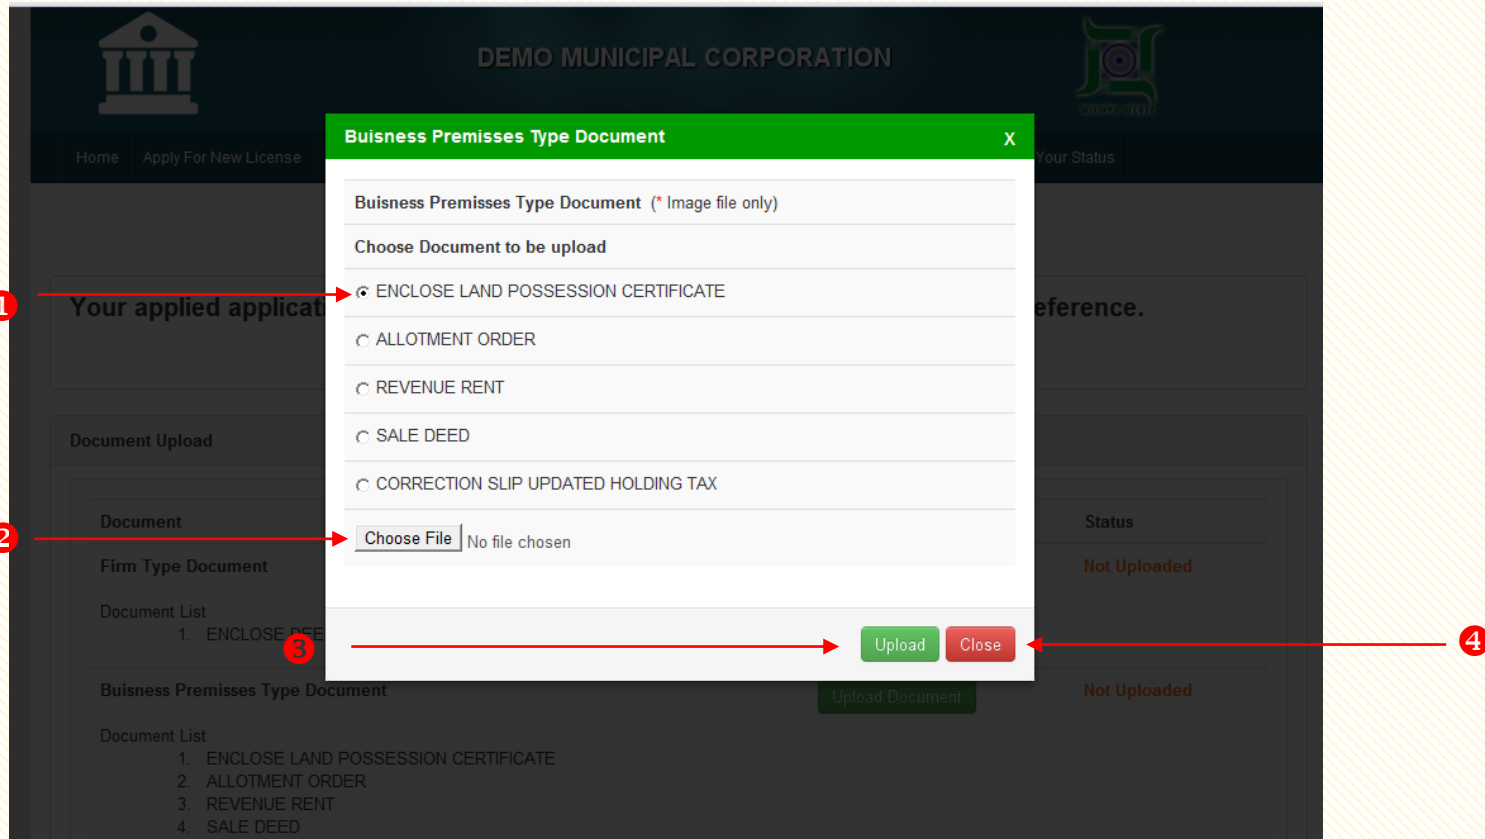 DEMO MUNICIPAL CORPORATION
Home Apply For New License Your Status
Buisness Premisses Type Document X
Buisness Premisses Type Document (* Image file only)
Choose Document to be upload
1
ENCLOSE LAND POSSESSION CERTIFICATE
Your applied applicati eference.
ALLOTMENT ORDER
REVENUE RENT
SALE DEED
Document Upload
CORRECTION SLIP UPDATED HOLDING TAX
Document Status
2
Choose File No file chosen
Firm Type Document Not Uploaded
Document List
1. ENCLOSE DEE
3
Upload Close
4
Buisness Premisses Type Document Upload Document Not Uploaded
Document List
1. ENCLOSE LAND POSSESSION CERTIFICATE
2. ALLOTMENT ORDER
3. REVENUE RENT
4. SALE DEED